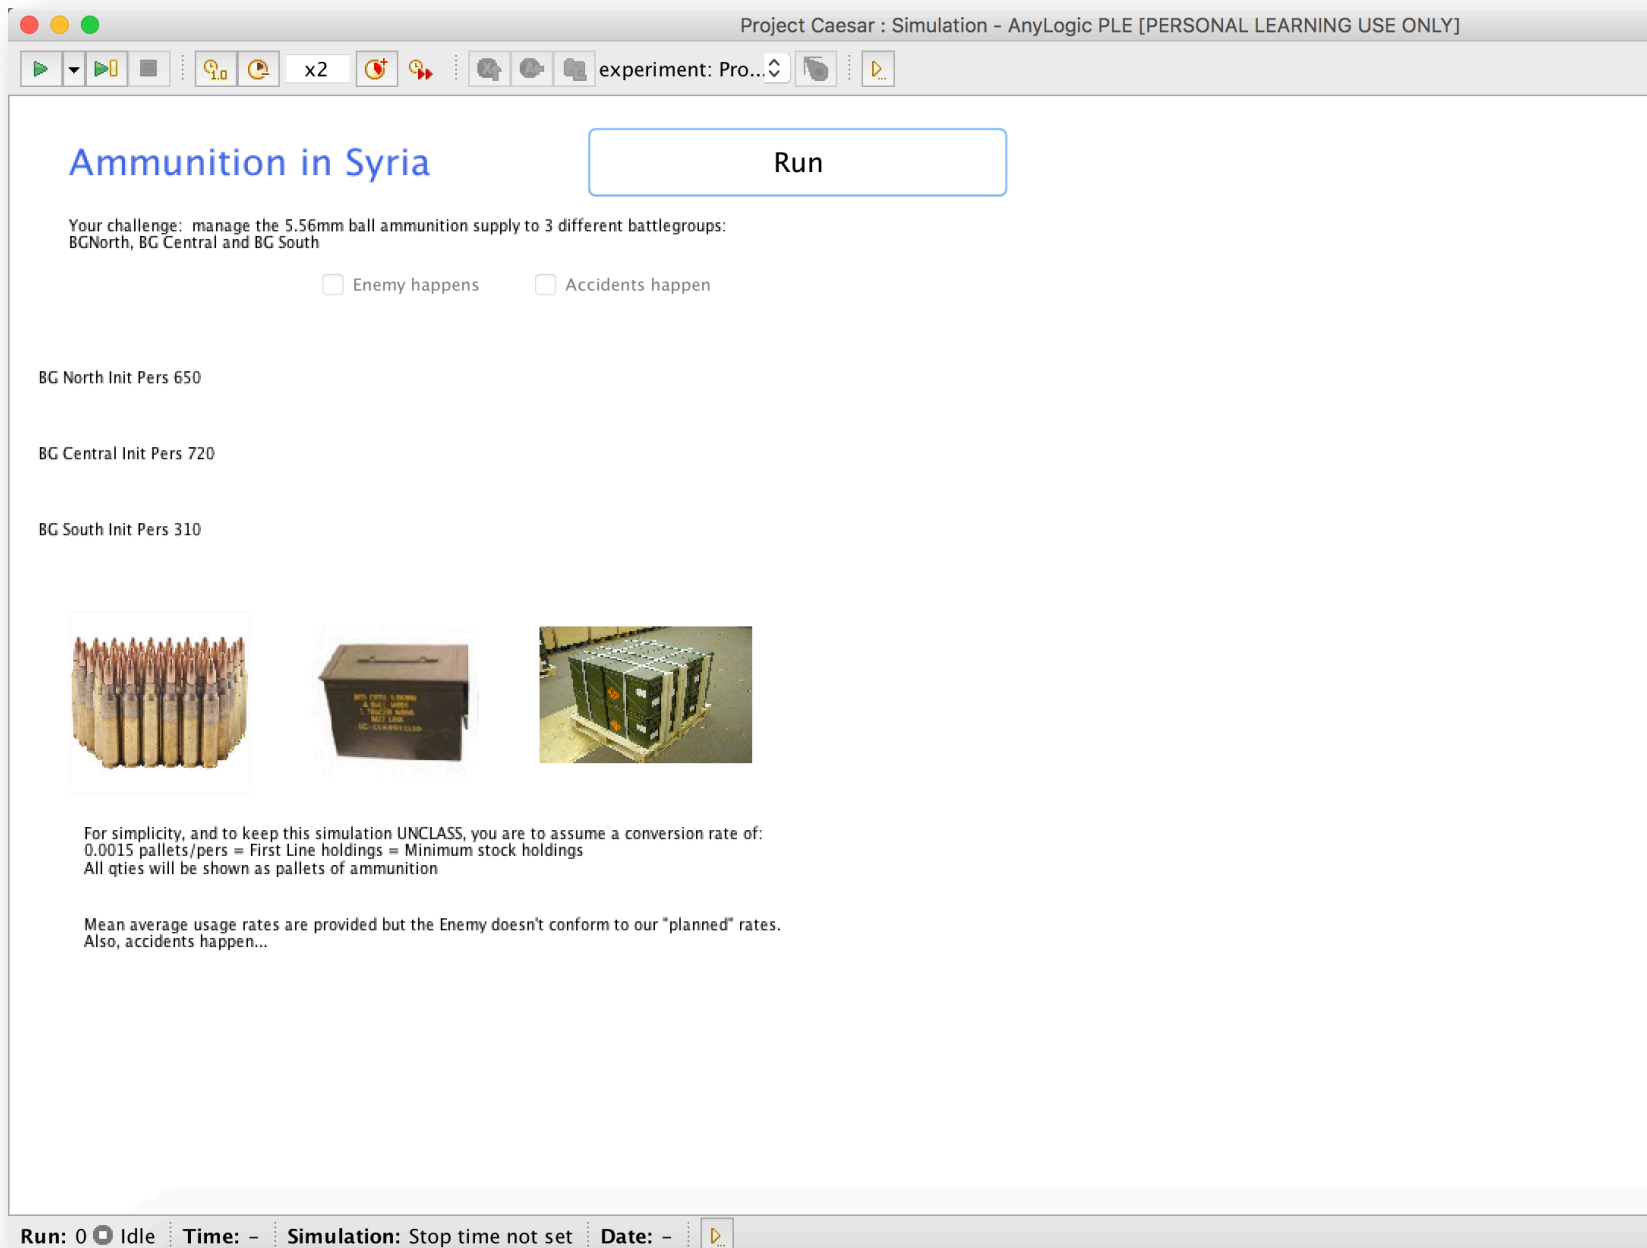 Project Caesar : Simulation - AnyLogic PLE [PERSONAL LEARNING USE ONLY]
1.0
x2
experiment: Pro...
Ammunition in Syria
Run
Your challenge:  manage the 5.56mm ball ammunition supply to 3 different battlegroups:
BGNorth, BG Central and BG South
Enemy happens
Accidents happen
BG North Init Pers 650
BG Central Init Pers 720
BG South Init Pers 310
For simplicity, and to keep this simulation UNCLASS, you are to assume a conversion rate of:
0.0015 pallets/pers = First Line holdings = Minimum stock holdings
All qties will be shown as pallets of ammunition
Mean average usage rates are provided but the Enemy doesn't conform to our "planned" rates.
Also, accidents happen...
Run: 0 Idle Time: - Simulation: Stop time not set Date: -